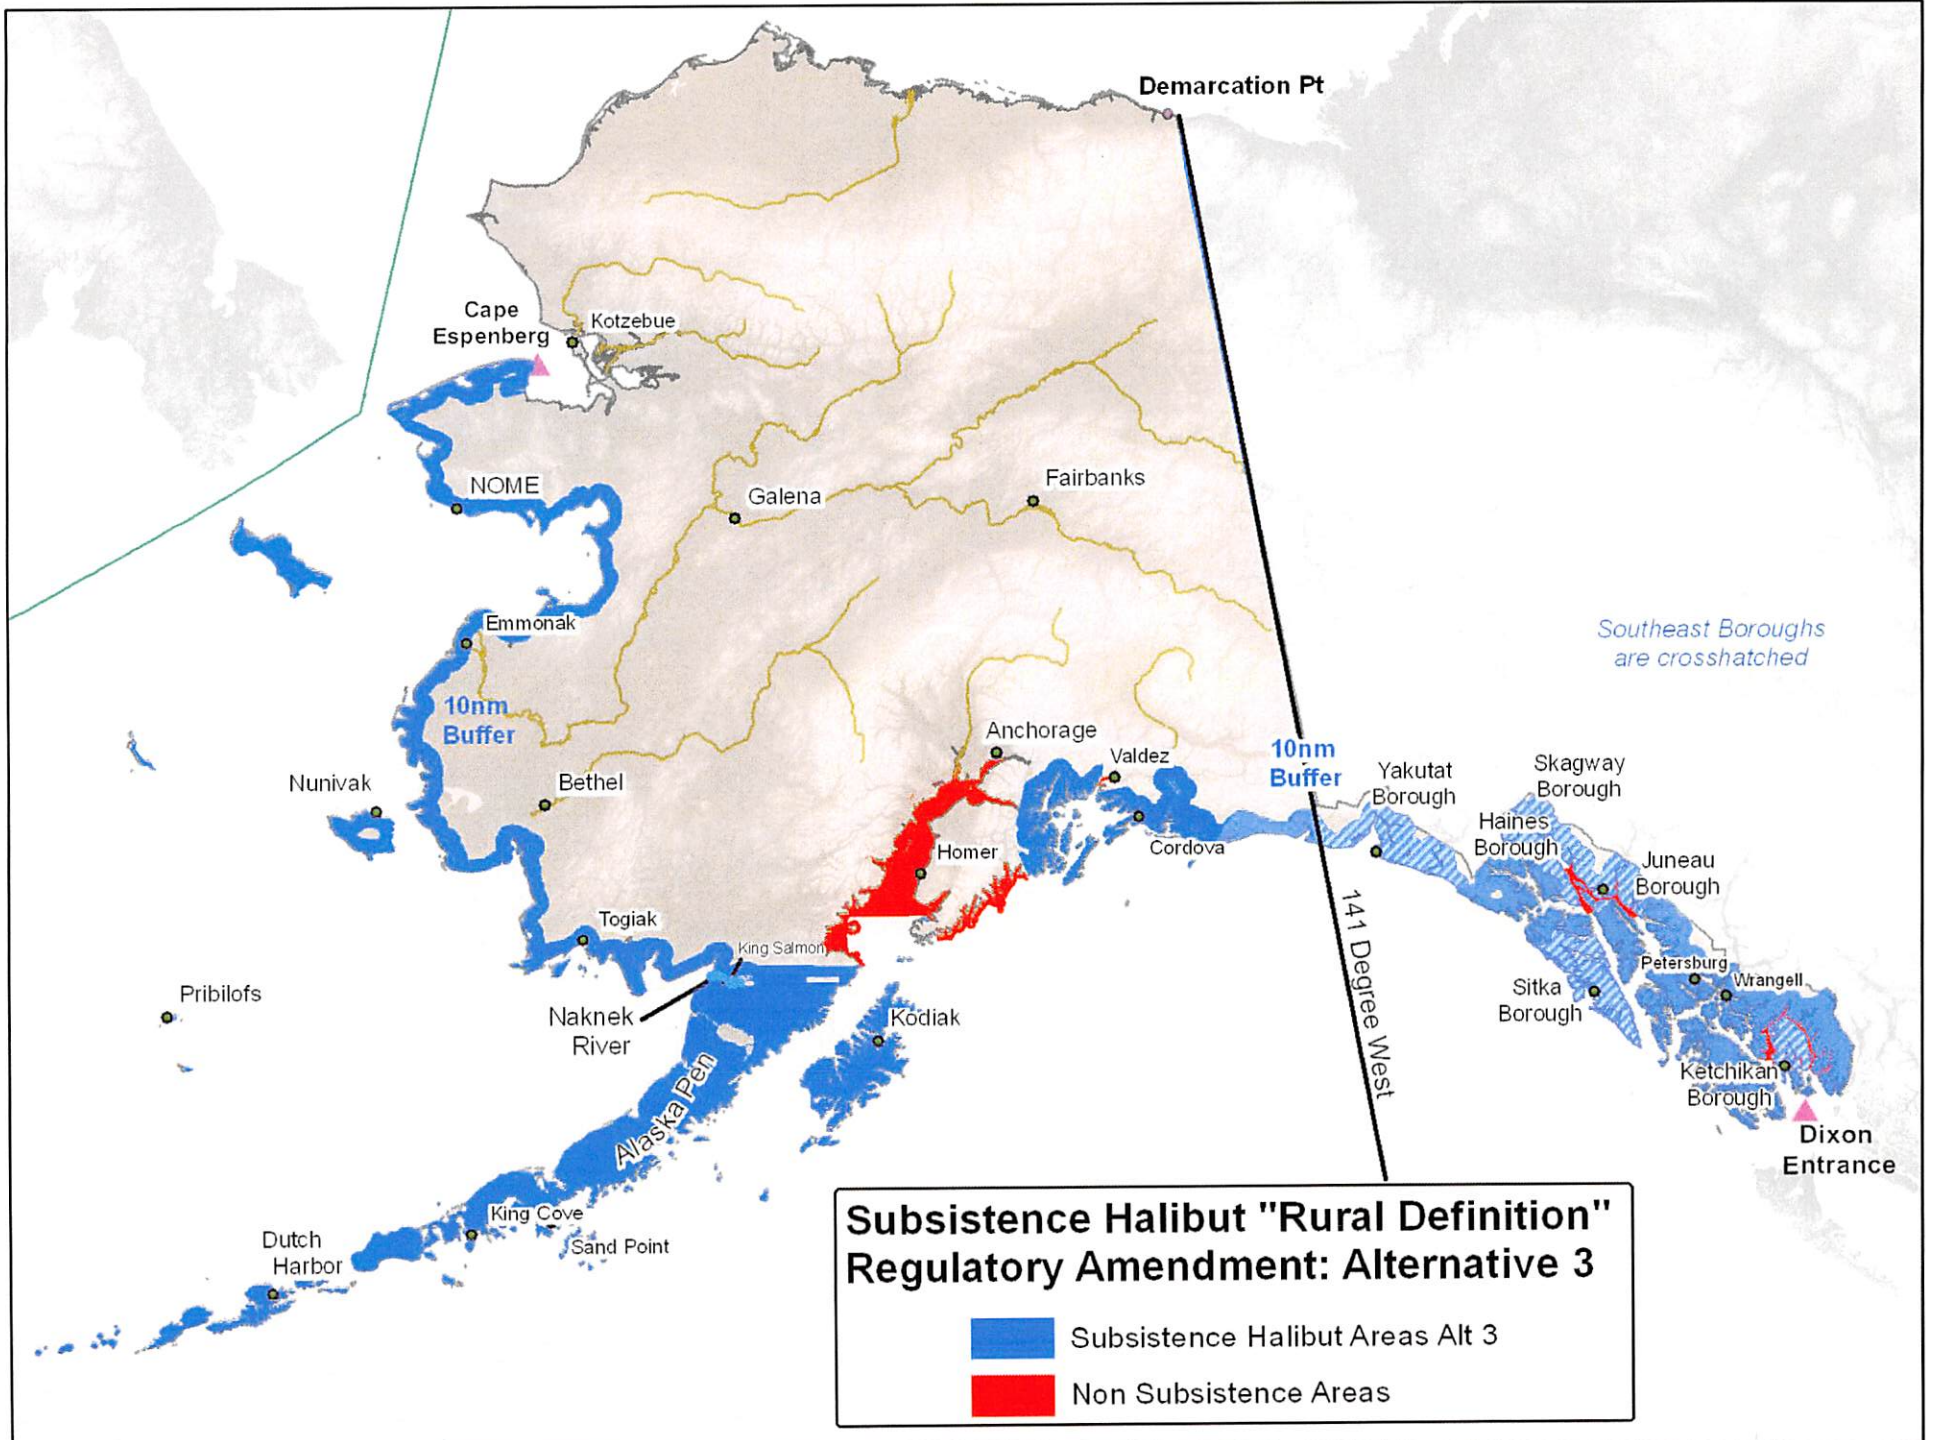 Demarcation Pt
Cape
Espenberg
Kotzebue
NOME
Galena
Fairbanks
Emmonak
Southeast Boroughs
are crosshatched
10nm
Buffer
Anchorage
Valdez
10nm
Buffer
Yakutat
Borough
Skagway
Borough
Nunivak
Bethel
Haines
Borough
Homer
Cordova
Juneau
Borough
141 Degree West
Togiak
King Salmon
Petersburg
Wrangell
Sitka
Borough
Pribilofs
Naknek
River
Kodiak
Alaska Pen
Ketchikan
Borough
Dixon
Entrance
King Cove
Sand Point
Dutch
Harbor
Subsistence Halibut "Rural Definition"
Regulatory Amendment: Alternative 3
Subsistence Halibut Areas Alt 3
Non Subsistence Areas